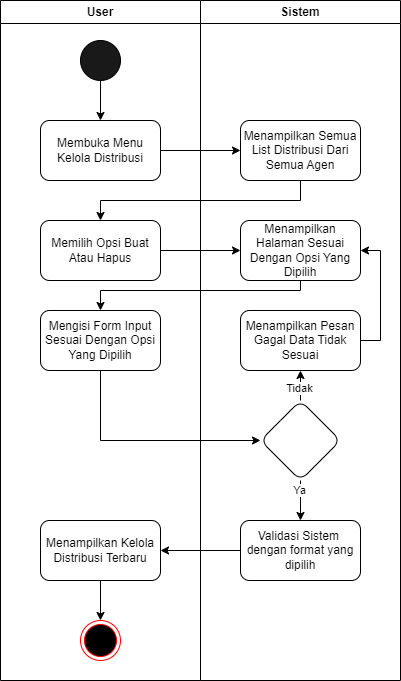 User
Sistem
Membuka Menu
Kelola Distribusi
Menampilkan Semua
List Distribusi Dari
Semua Agen
Memilih Opsi Buat
Atau Hapus
Menampilkan
Halaman Sesuai
Dengan Opsi Yang
Dipilih
Mengisi Form Input
Sesuai Dengan Opsi
Yang Dipilih
Menampilkan Pesan
Gagal Data Tidak
Sesuai
Tidak
Ya
Validasi Sistem
dengan format yang
dipilih
Menampilkan Kelola
Distribusi Terbaru